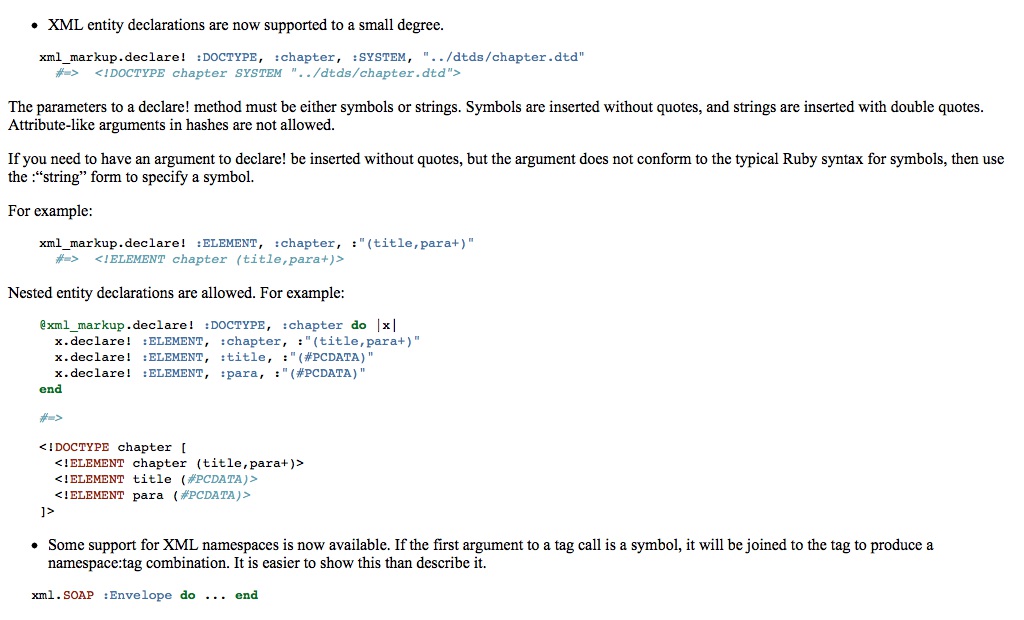 • XML entity declarations are now supported to a small degree.
xml_markup.declare! :DOCTYPE, :chapter, :SYSTEM, "../dtds/chapter.dtd"
#=> <!DOCTYPE chapter SYSTEM "../dtds/chapter.dtd">
The parameters to a declare! method must be either symbols or strings. Symbols are inserted without quotes, and strings are inserted with double quotes.
Attribute-like arguments in hashes are not allowed.
If you need to have an argument to declare! be inserted without quotes, but the argument does not conform to the typical Ruby syntax for symbols, then use
the :“string” form to specify a symbol.
For example:
xml_markup.declare! :ELEMENT, :chapter, :"(title,para+)"
#=> <!ELEMENT chapter (title,para+)>
Nested entity declarations are allowed. For example:
@xml_markup.declare! :DOCTYPE, :chapter do |x|
x.declare! :ELEMENT, :chapter, :"(title,para+)"
x.declare! :ELEMENT, :title, :"(#PCDATA)"
x.declare! :ELEMENT, :para, :"(#PCDATA)"
end
#=>
<!DOCTYPE chapter [
<!ELEMENT chapter (title,para+)>
<!ELEMENT title (#PCDATA)>
<!ELEMENT para (#PCDATA)>
]>
• Some support for XML namespaces is now available. If the first argument to a tag call is a symbol, it will be joined to the tag to produce a
namespace:tag combination. It is easier to show this than describe it.
xml.SOAP :Envelope do ... end